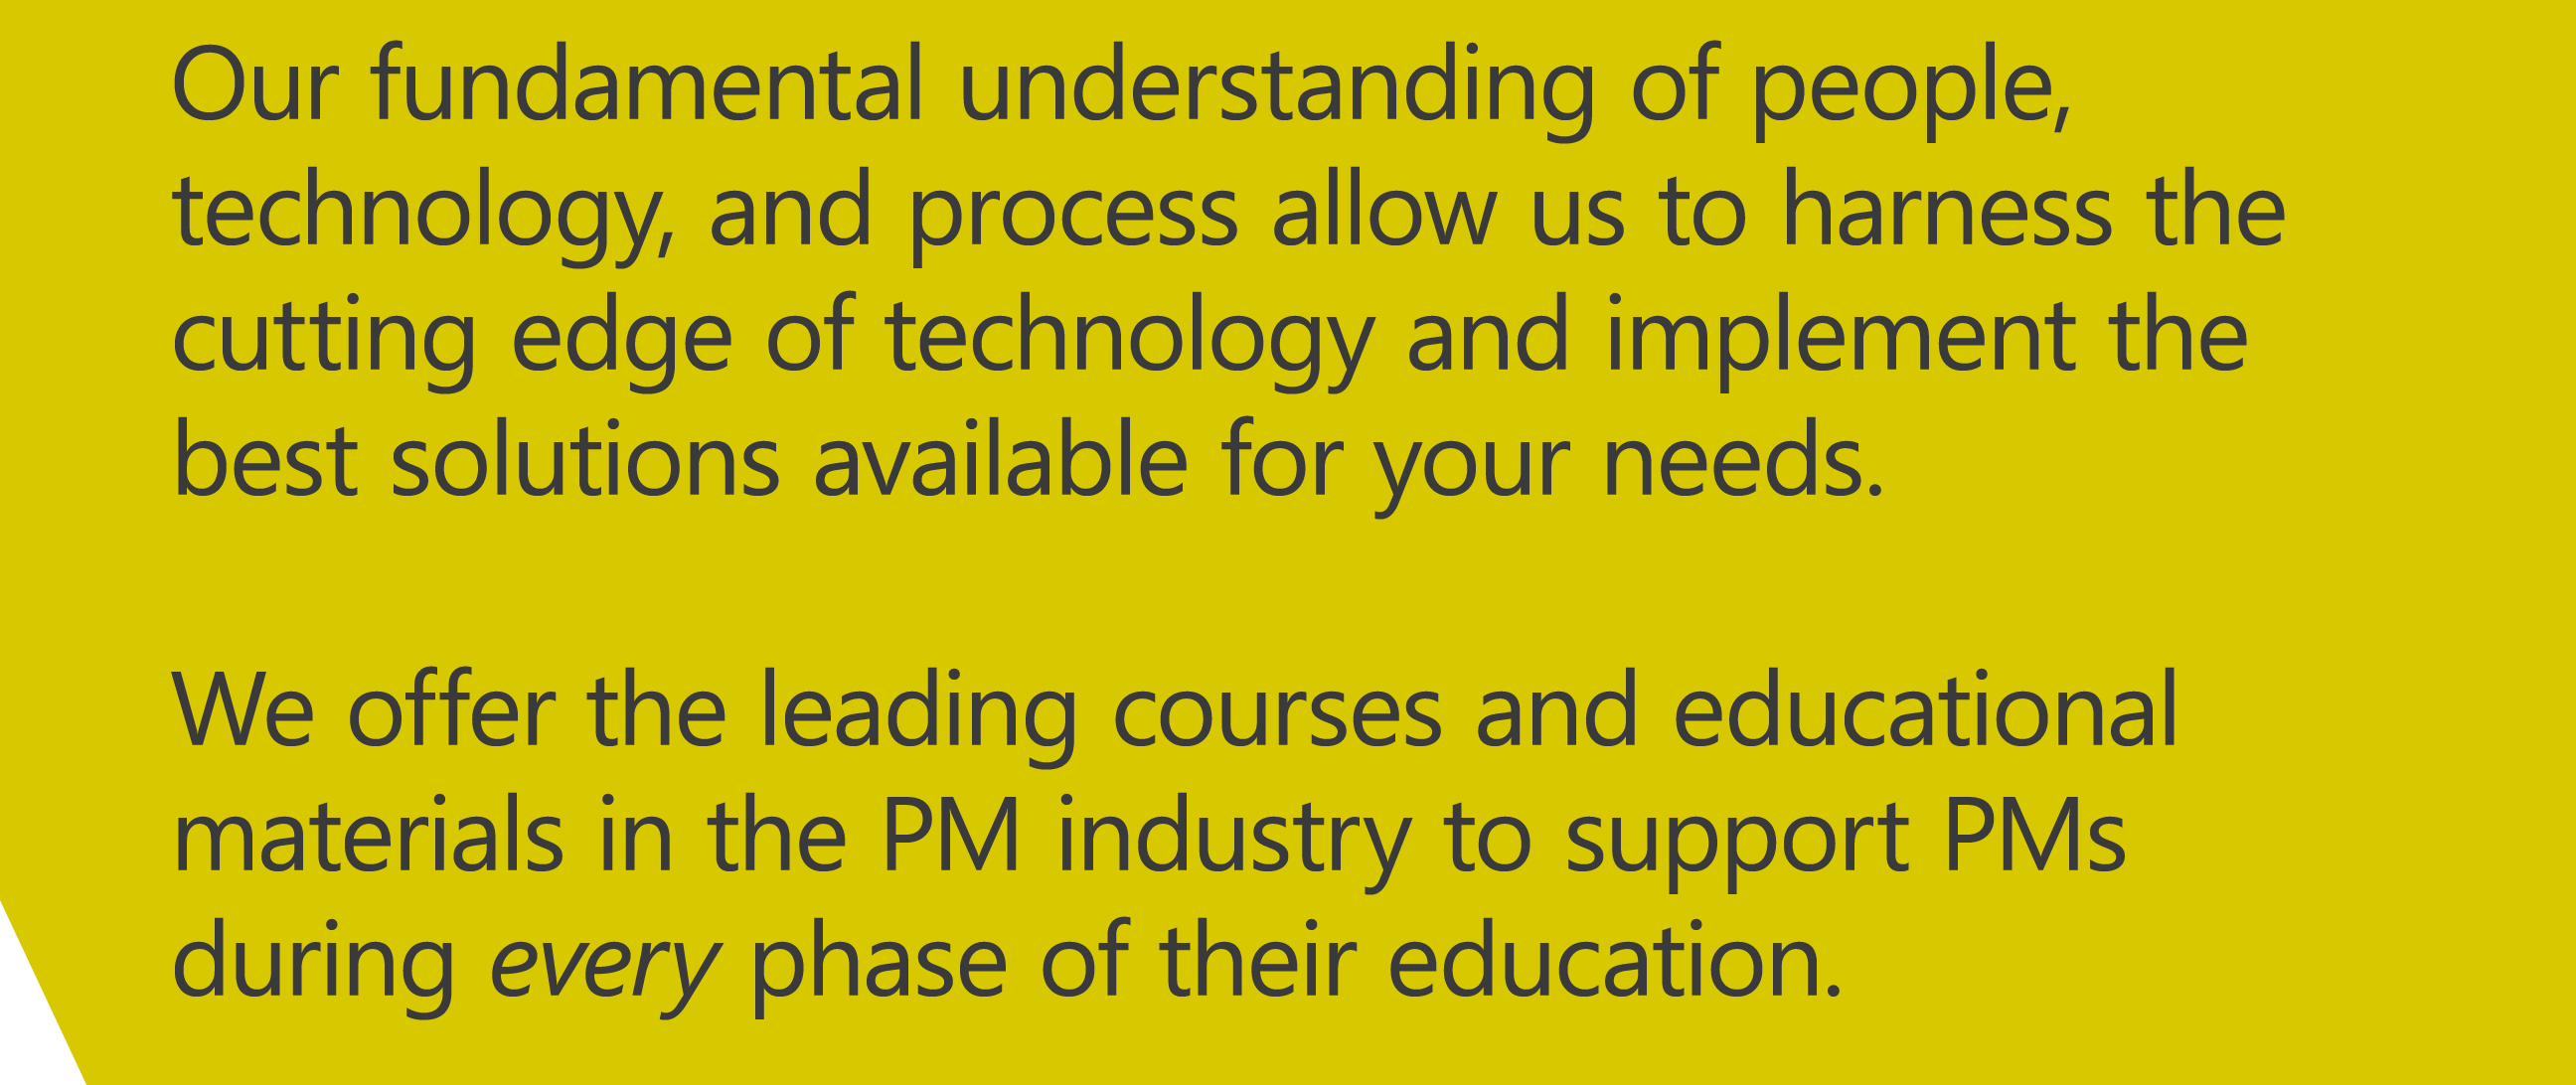 Our fundamental understanding of people,
technology, and process allow us to harness the
cutting edge of technology and implement the
best solutions available for your needs.
We offer the leading courses and educational
materials in the PM industry to support PMs
during every phase of their education.